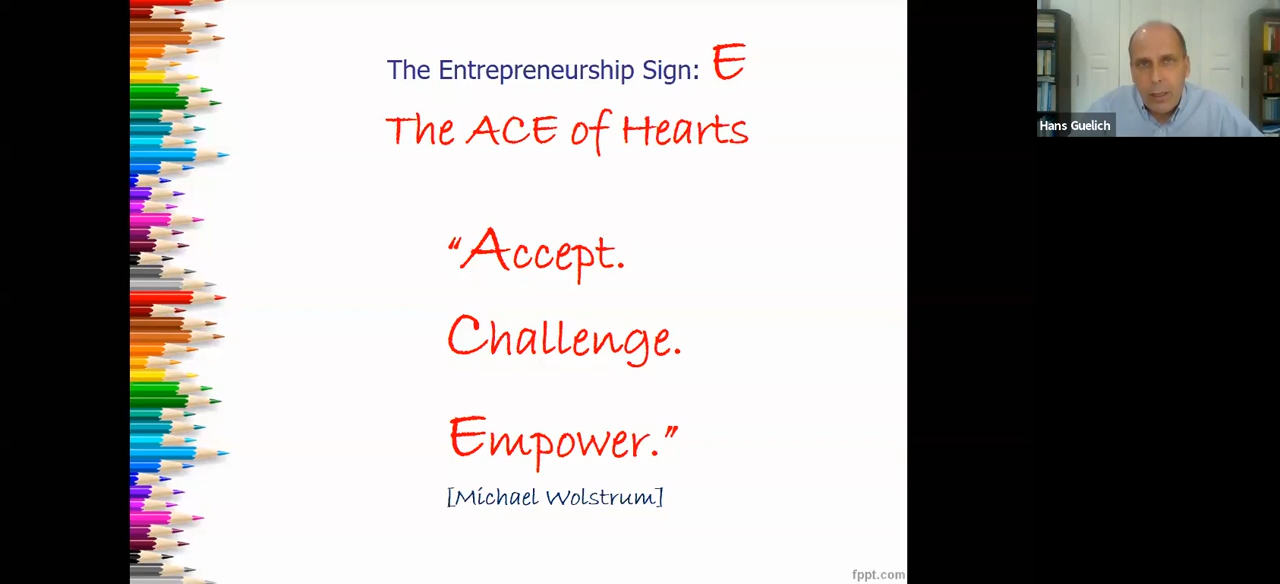 The Entrepreneurship Sign: E
The ACE of Hearts
“Accept.
Challenge.
Empower.”
[Michael Wolstrum]
fppt.com
Hans Guelich